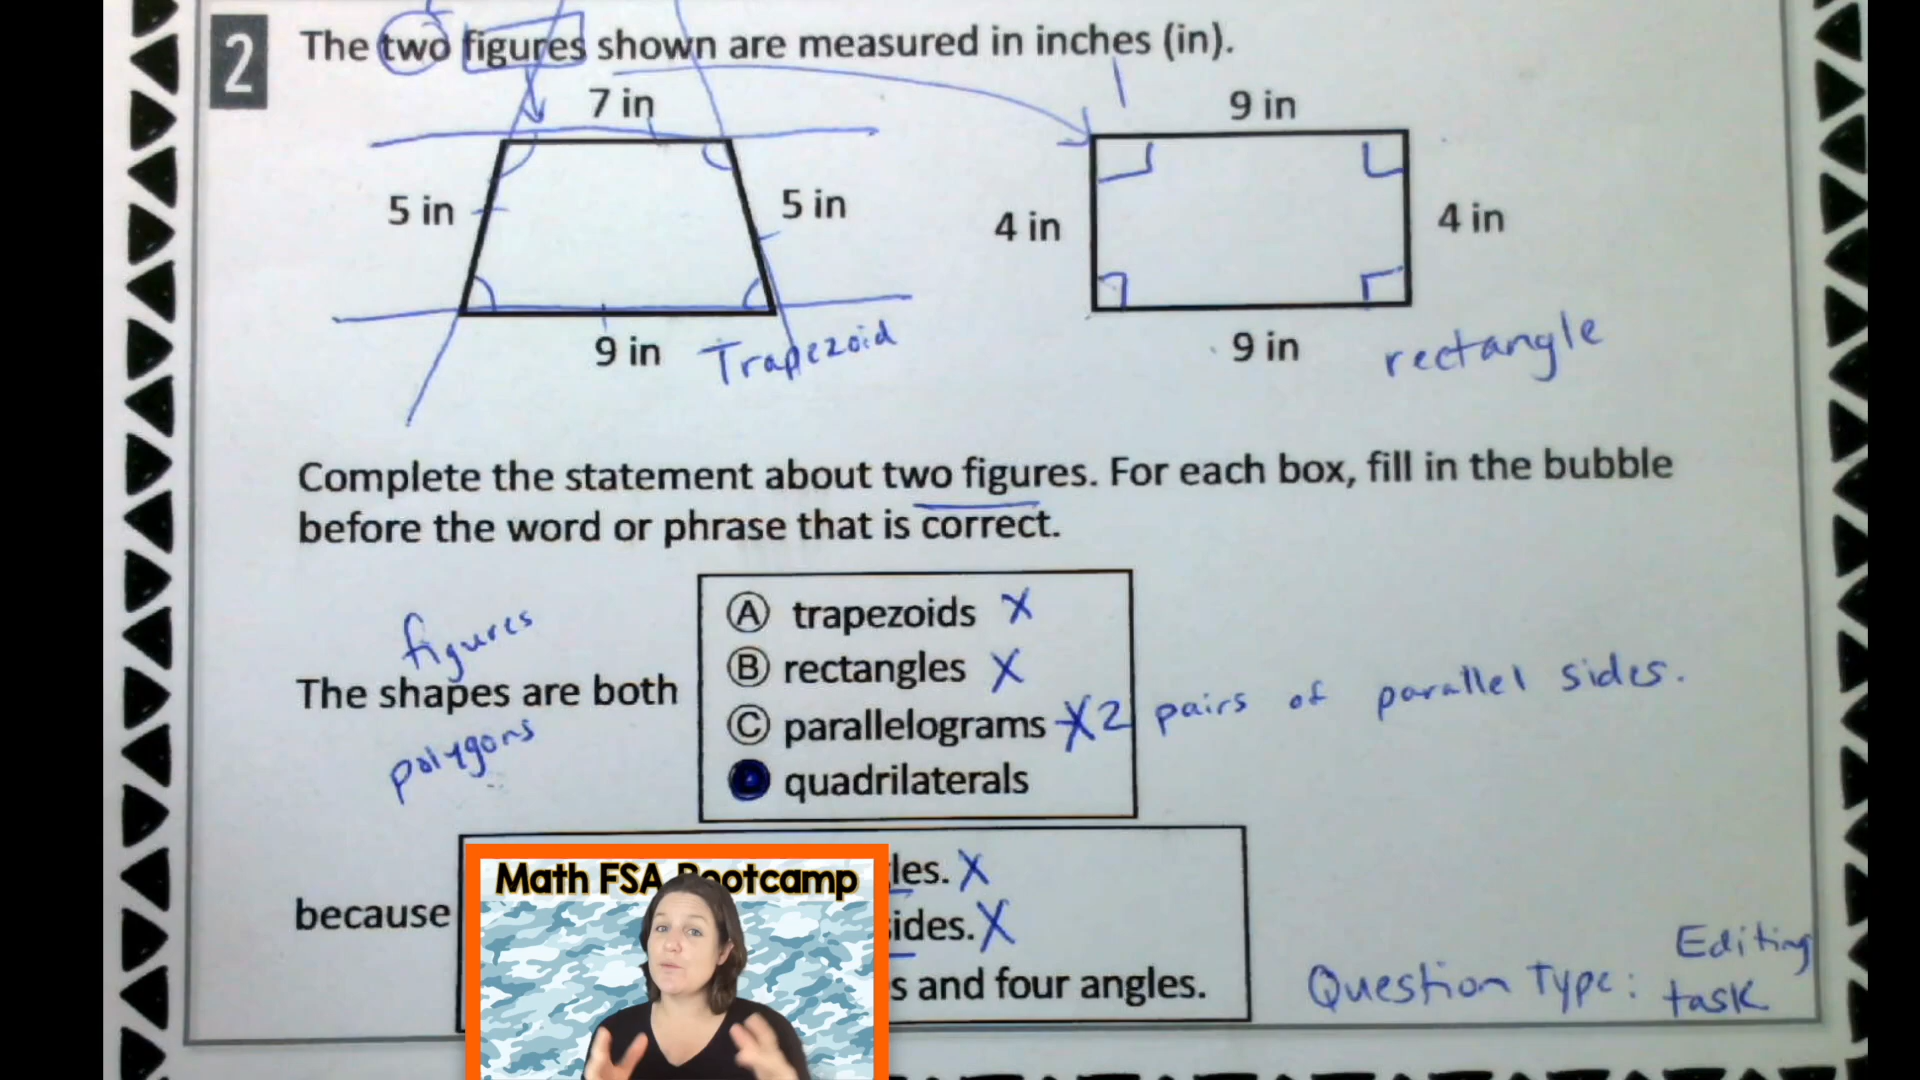 2 The two figures shown are measured in inches (in).
7 in
9 in
5 in
5 in
4 in
4 in
9 in
Trapezoid
9 in
rectangle
Complete the statement about two figures. For each box, fill in the bubble
before the word or phrase that is correct.
figures
The shapes are both
polygons
A trapezoids X
B rectangles X
C parallelograms X 2 pairs of parallel sides.
quadrilaterals
because
les. X
ides. X
s and four angles.
Math FSA Bootcamp
Question Type: Editing
task